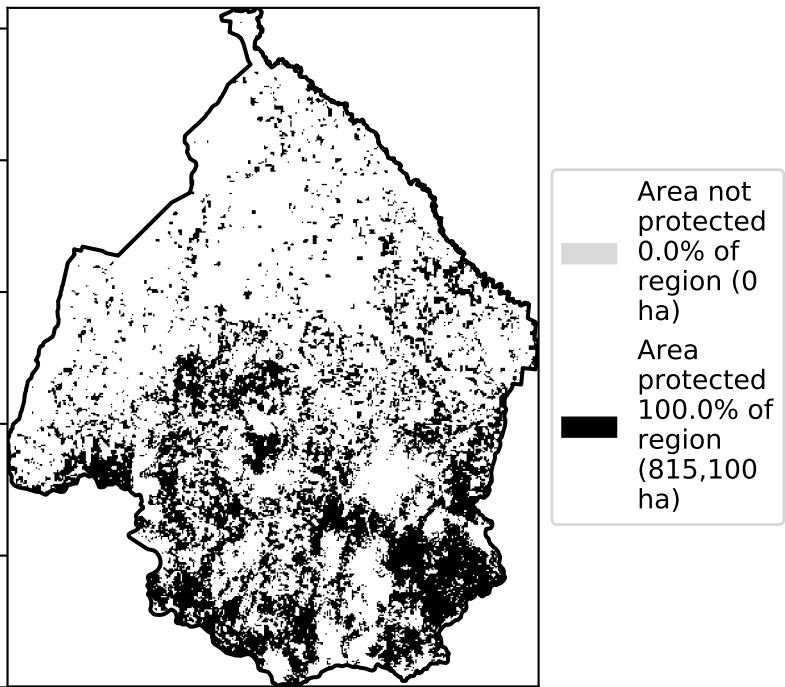 Area not
protected
0.0% of
region (0
ha)
Area
protected
100.0% of
region
(815,100
ha)